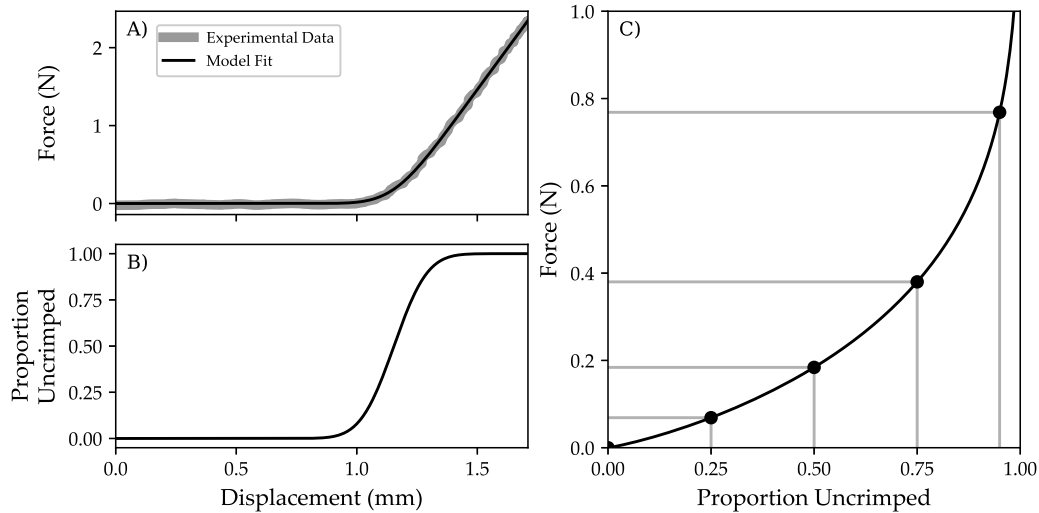 A)
Experimental Data
Model Fit
Force (N)
2
1
0
B)
Proportion
Uncrimped
1.00
0.75
0.50
0.25
0.00
0.0
0.5
1.0
1.5
Displacement (mm)
C)
Force (N)
1.0
0.8
0.6
0.4
0.2
0.0
0.00
0.25
0.50
0.75
1.00
Proportion Uncrimped